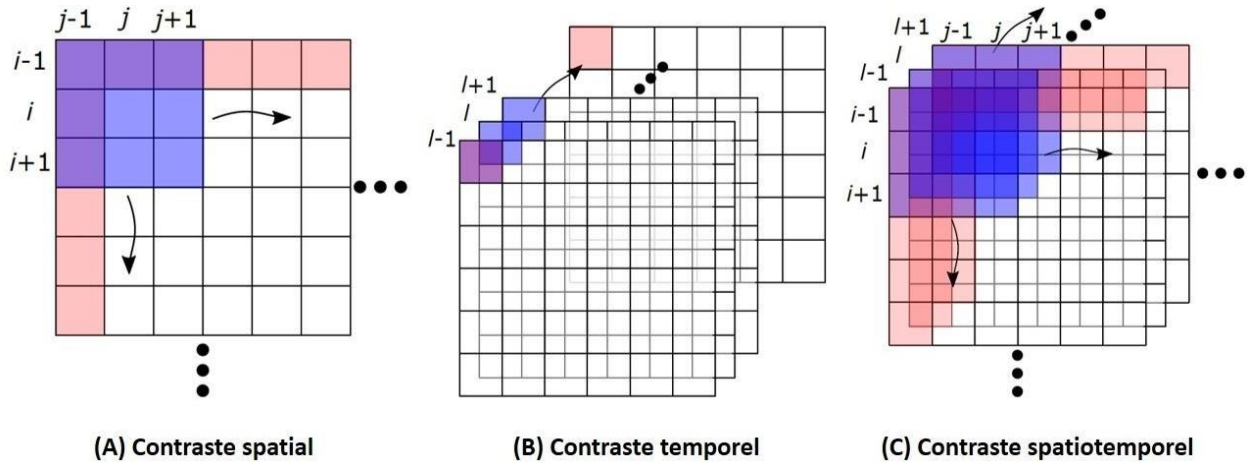 j-1 j j+1
i-1
i
i+1
l+1
l
l-1
l+1 j-1 j j+1
l
l-1
i-1
i
i+1
(A) Contraste spatial
(B) Contraste temporel
(C) Contraste spatiotemporel